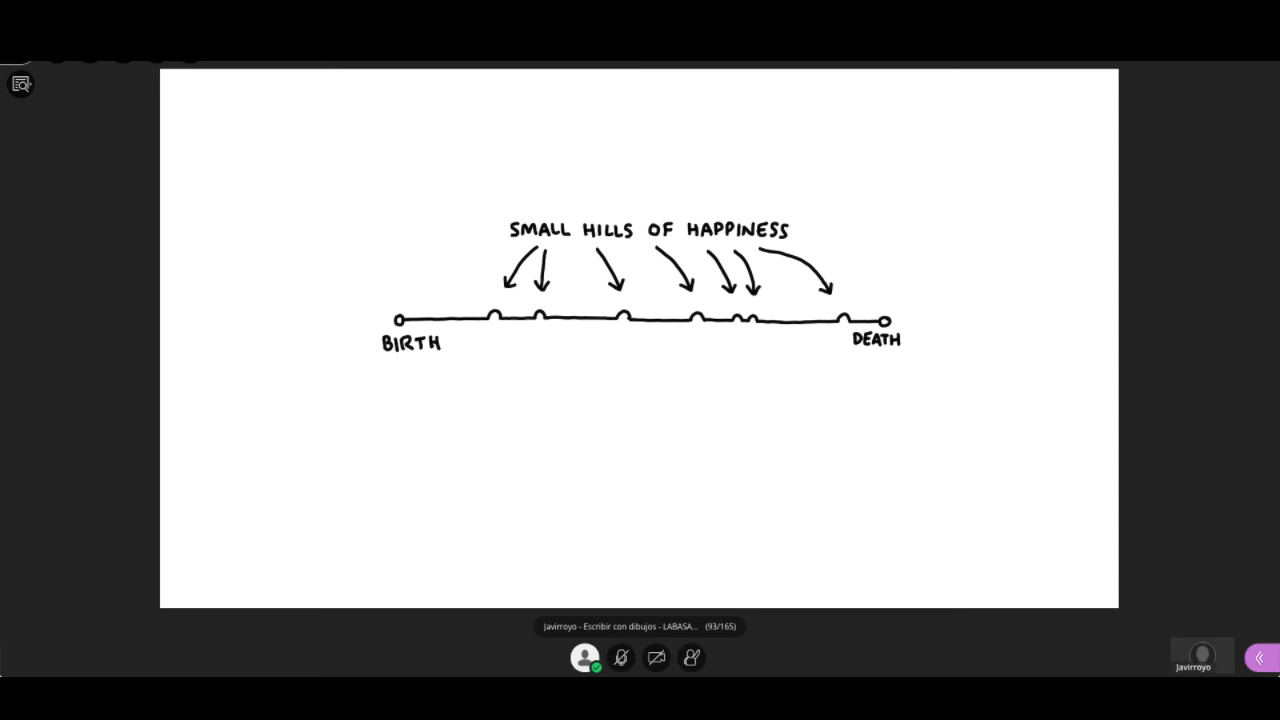 SMALL HILLS OF HAPPINESS
BIRTH
DEATH
Javirroyo - Escribir con dibujos - LABASA... (93/165)
Javirroyo